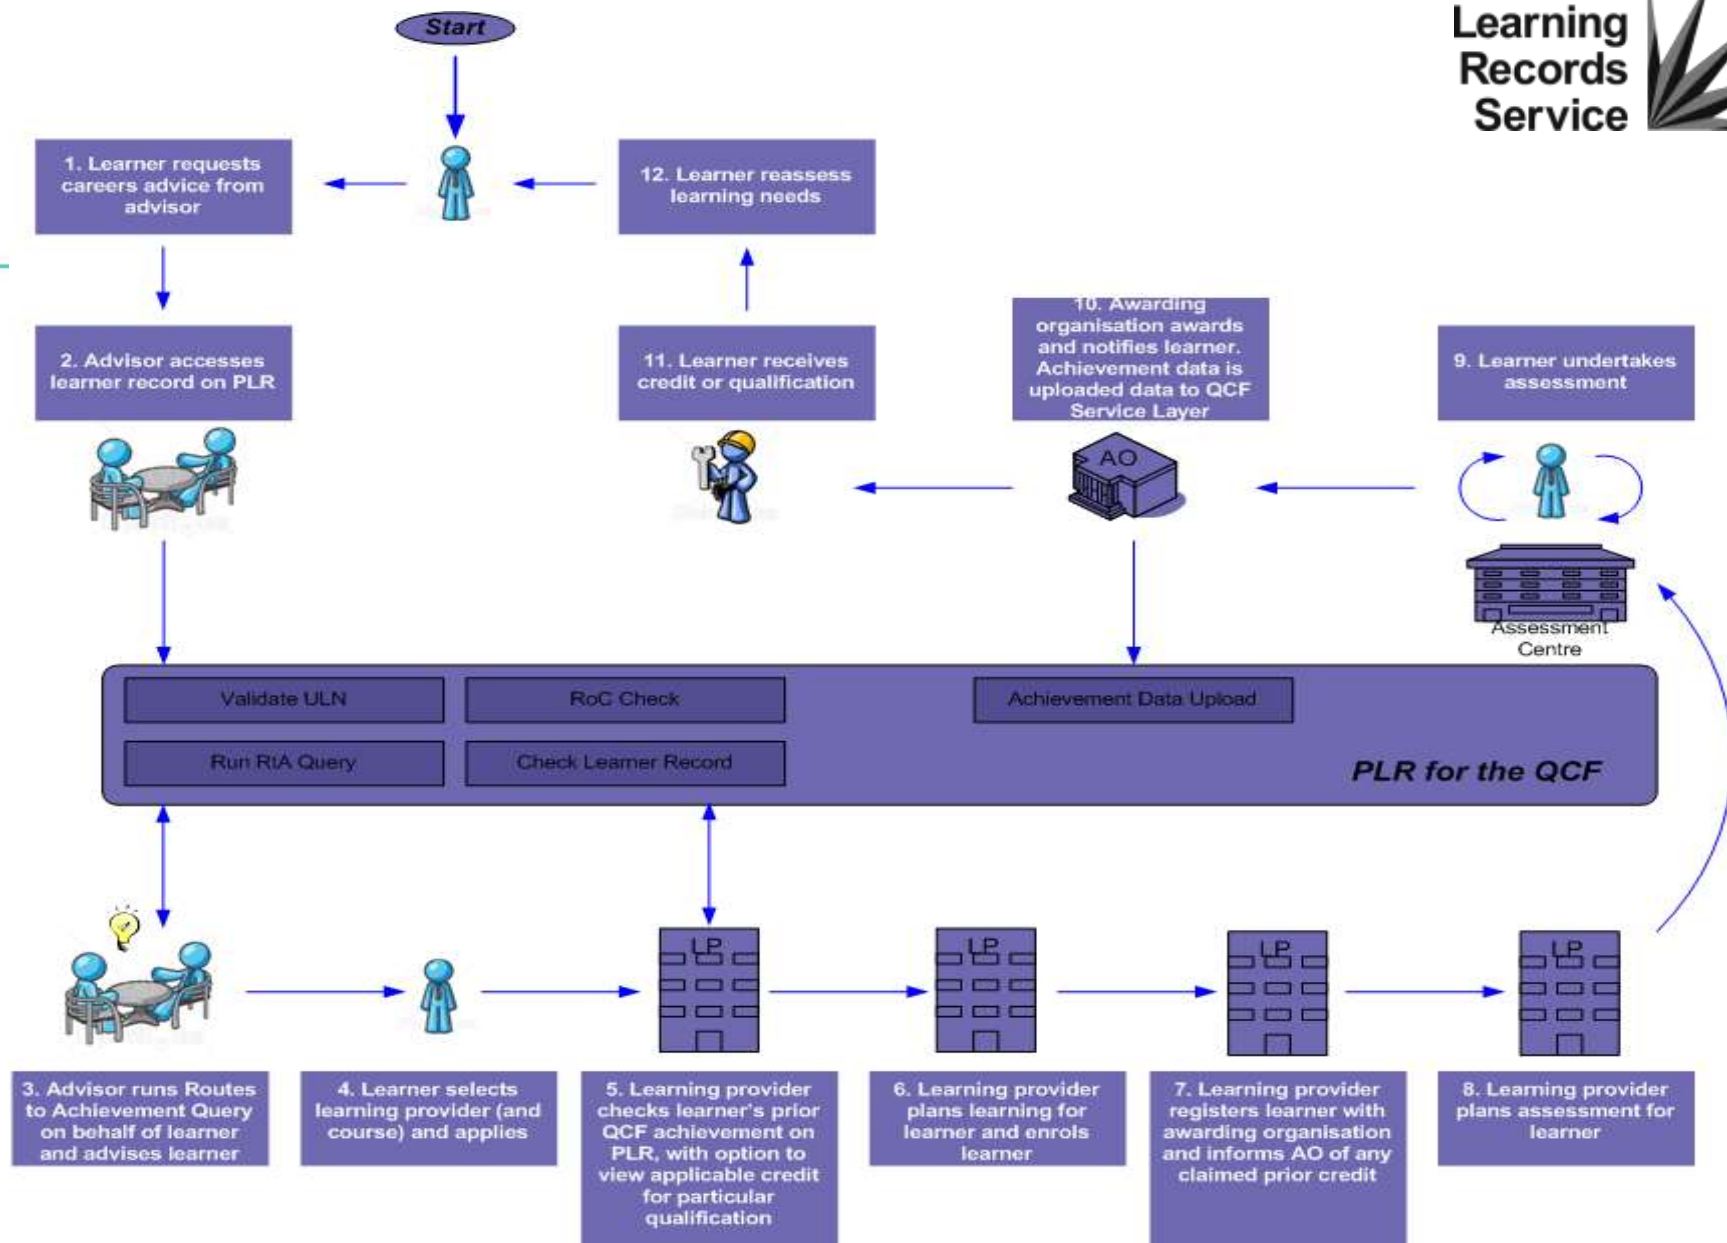 Start
Learning
Records
Service
1. Learner requests
careers advice from
advisor
12. Learner reassess
learning needs
2. Advisor accesses
learner record on PLR
11. Learner receives
credit or qualification
10. Awarding
organisation awards
and notifies learner.
Achievement data is
uploaded data to QCF
Service Layer
9. Learner undertakes
assessment
AO
Assessment
Centre
Validate ULN
RoC Check
Achievement Data Upload
Run RtA Query
Check Learner Record
PLR for the QCF
LP
LP
LP
LP
3. Advisor runs Routes
to Achievement Query
on behalf of learner
and advises learner
4. Learner selects
learning provider (and
course) and applies
5. Learning provider
checks learner's prior
QCF achievement on
PLR, with option to
view applicable credit
for particular
qualification
6. Learning provider
plans learning for
learner and enrols
learner
7. Learning provider
registers learner with
awarding organisation
and informs AO of any
claimed prior credit
8. Learning provider
plans assessment for
learner